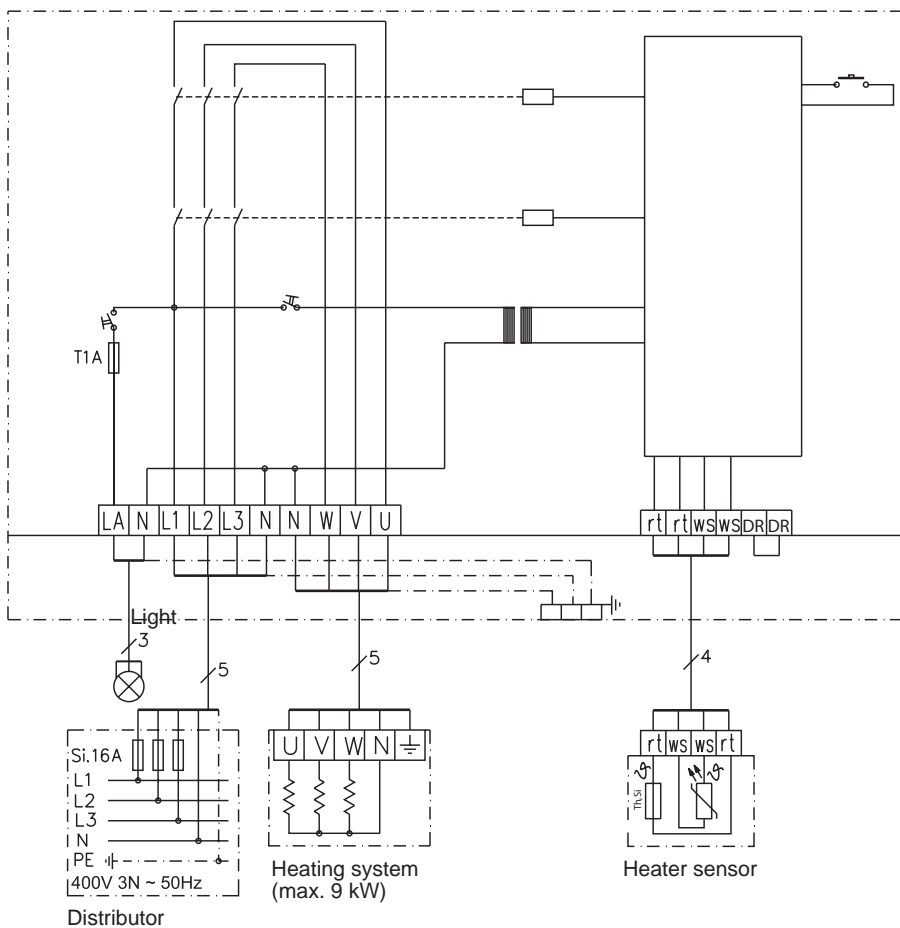 T1A
LA N L1 L2 L3 N N W V U
rt rt ws ws DR DR
Light
3
5
5
4
Si.16A
L1
L2
L3
N
PE
400V 3N ~ 50Hz
Distributor
U V W N
Heating system
(max. 9 kW)
rt ws ws rt
Th,Si
ϑ
ϑ
Heater sensor